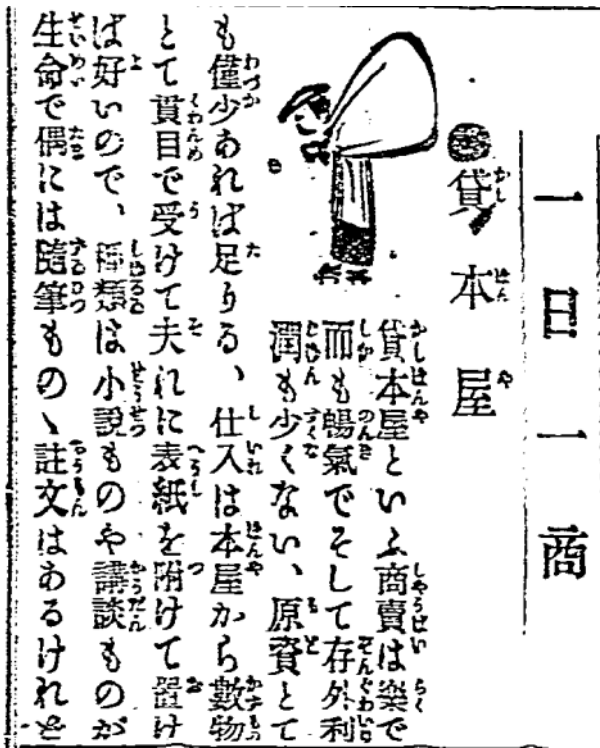 一日一商
貸本屋
貸本屋といふ商賣は樂で
而も暢氣でそして存外利
潤も少くない、原資とて
も僅少あれば足りる、仕入は本屋から數物
とて貫目で受けて夫れに表紙を附けて置け
ば好いので、種類は小説ものや講談ものが
生命で偶には隨筆もの丶註文はあるけれど